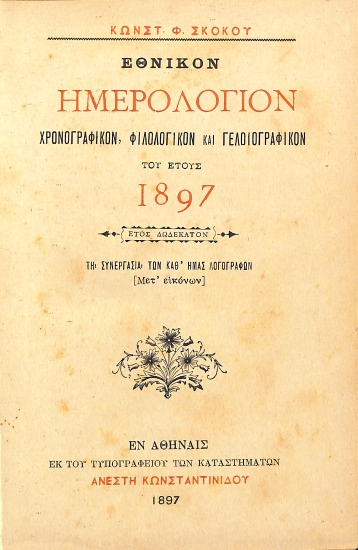 ΚΩΝΣΤ. Φ. ΣΚΟΚΟΥ
ΕΘΝΙΚΟΝ
ΗΜΕΡΟΛΟΓΙΟΝ
ΧΡΟΝΟΓΡΑΦΙΚΟΝ, ΦΙΛΟΛΟΓΙΚΟΝ ΚΑΙ ΓΕΛΟΙΟΓΡΑΦΙΚΟΝ
ΤΟΥ ΕΤΟΥΣ
1897
ΕΤΟΣ ΔΩΔΕΚΑΤΟΝ
ΤΗι ΣΥΝΕΡΓΑΣΙΑι ΤΩΝ ΚΑΘ' ΗΜΑΣ ΛΟΓΟΓΡΑΦΩΝ
[Μετ' εἰκόνων]
ΕΝ ΑΘΗΝΑΙΣ
ΕΚ ΤΟΥ ΤΥΠΟΓΡΑΦΕΙΟΥ ΤΩΝ ΚΑΤΑΣΤΗΜΑΤΩΝ
ΑΝΕΣΤΗ ΚΩΝΣΤΑΝΤΙΝΙΔΟΥ
1897